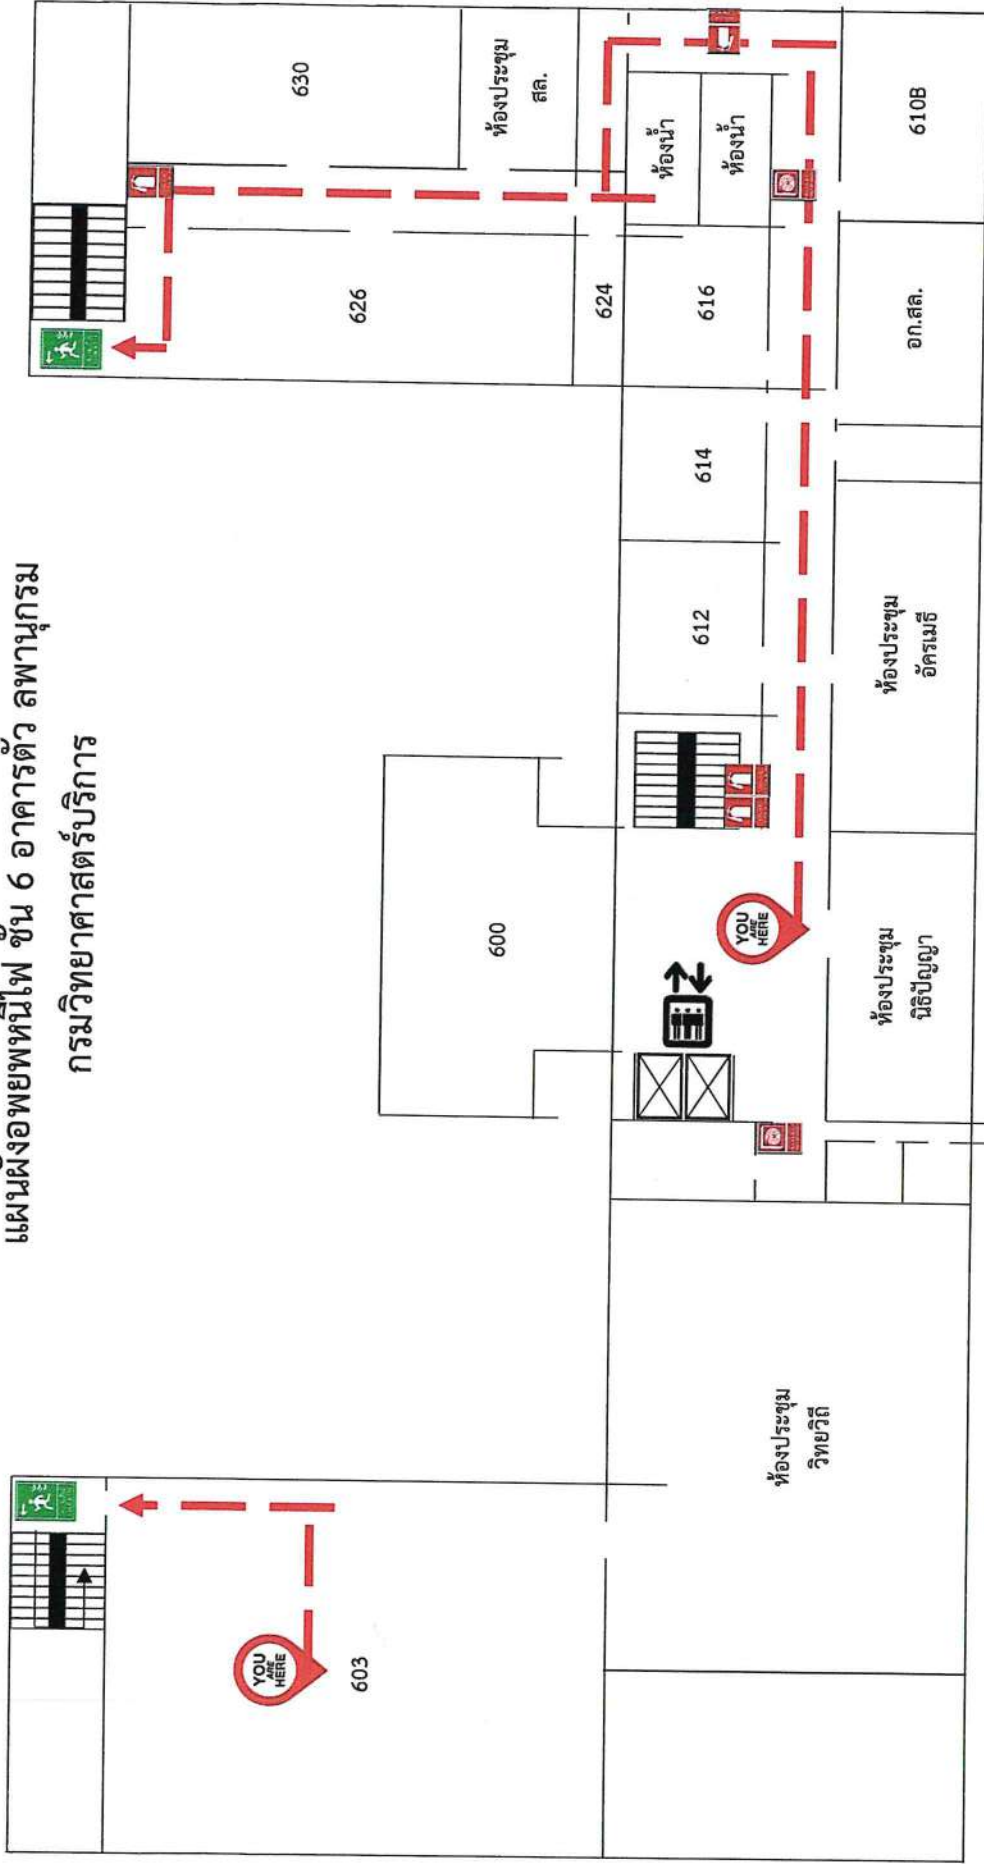 แผนผังอพยพหนีไฟ ชั้น 6 อาคารตั้ว ลพานุกรม
กรมวิทยาศาสตร์บริการ
630
ห้องประชุม
สล.
626
624
616
ห้องน้ำ
ห้องน้ำ
610B
อก.สล.
614
612
ห้องประชุม
อัครเมธี
600
YOU
ARE
HERE
ห้องประชุม
นิธิปัญญา
ห้องประชุม
วิทยวิถี
YOU
ARE
HERE
603